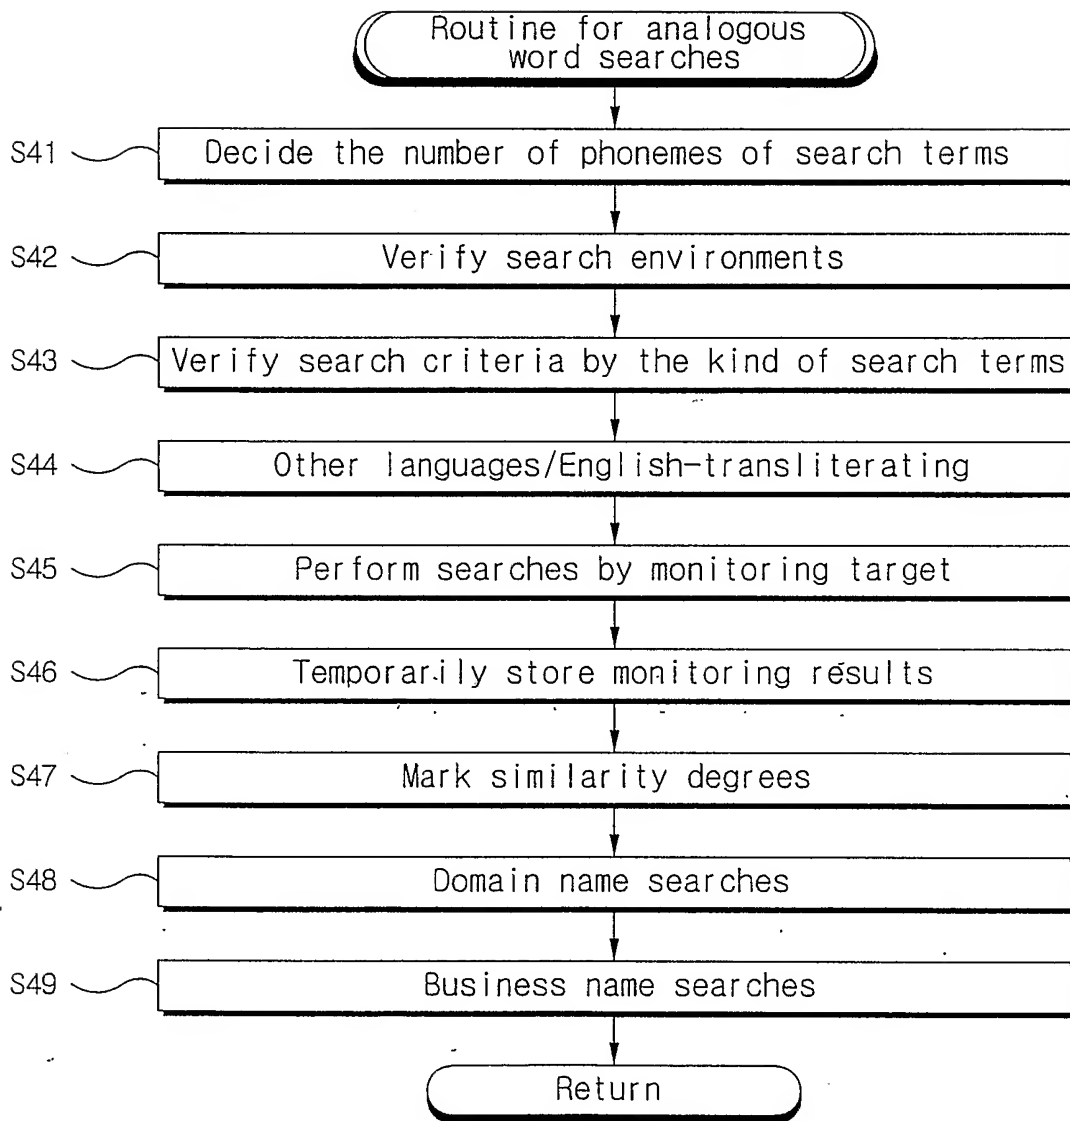 Routine for analogous
word searches
S41 Decide the number of phonemes of search terms
S42 Verify search environments
S43 Verify search criteria by the kind of search terms
S44 Other languages/English-transliterating
S45 Perform searches by monitoring target
S46 Temporarily store monitoring results
S47 Mark similarity degrees
S48 Domain name searches
S49 Business name searches
Return